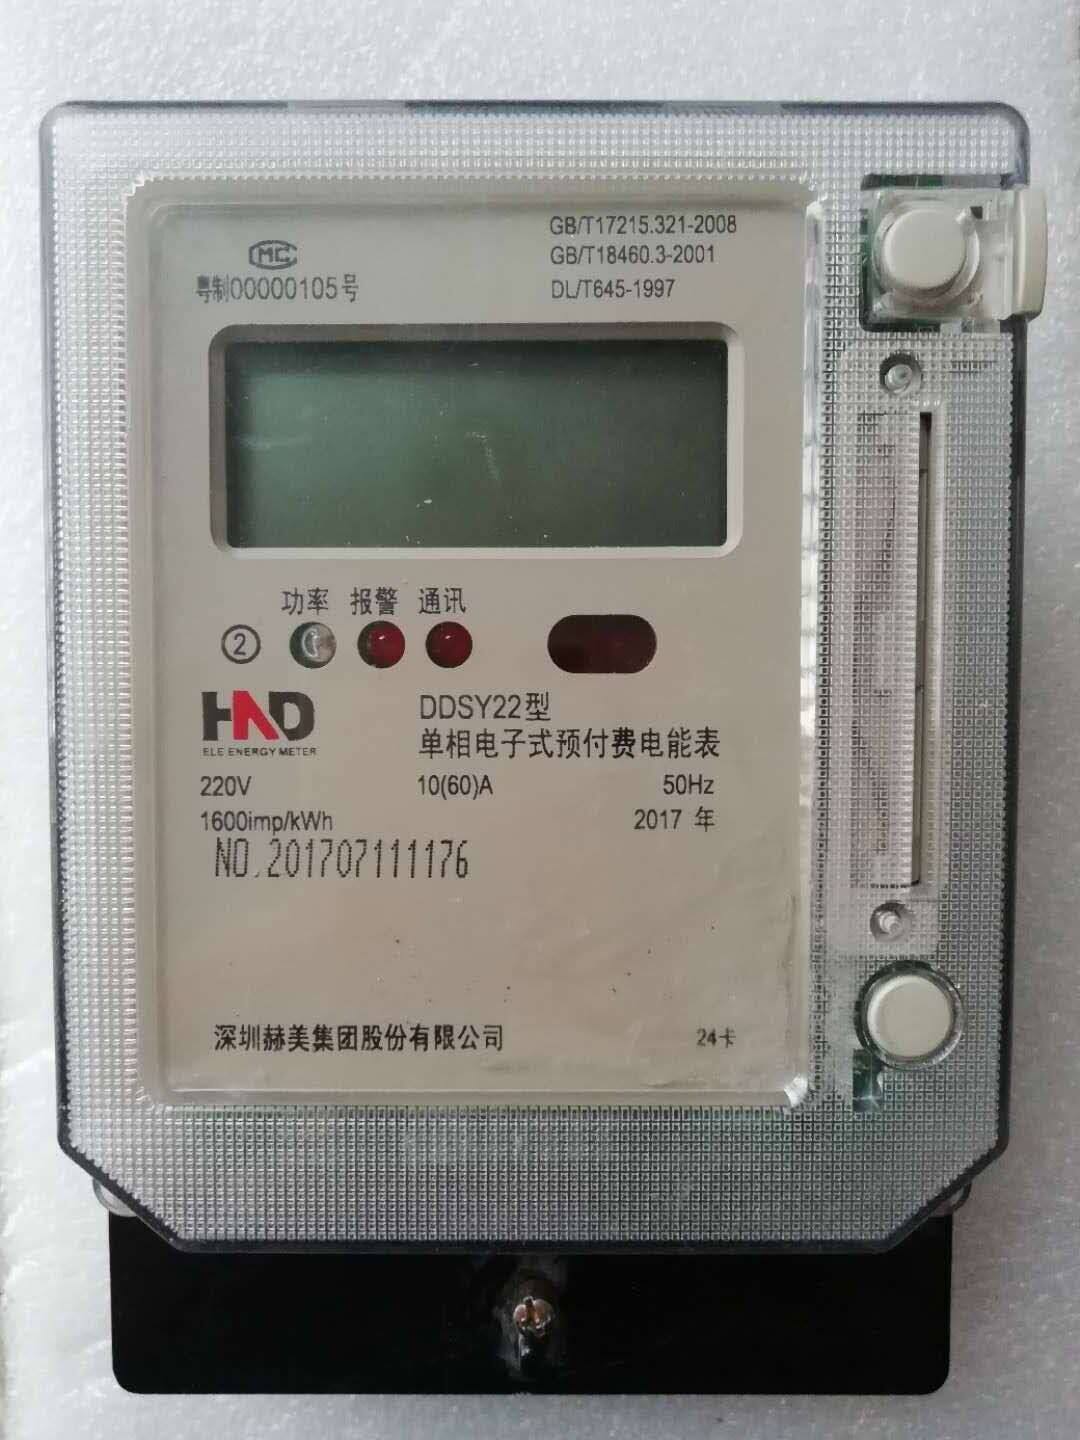 GB/T17215.321-2008
MC
GB/T18460.3-2001
粤制00000105号
DL/T645-1997
功率 报警 通讯
②
HND
ELE ENERGY METER
DDSY22型
单相电子式预付费电能表
220V 10(60)A 50Hz
1600imp/kWh 2017 年
NO.201707111176
深圳赫美集团股份有限公司 24卡